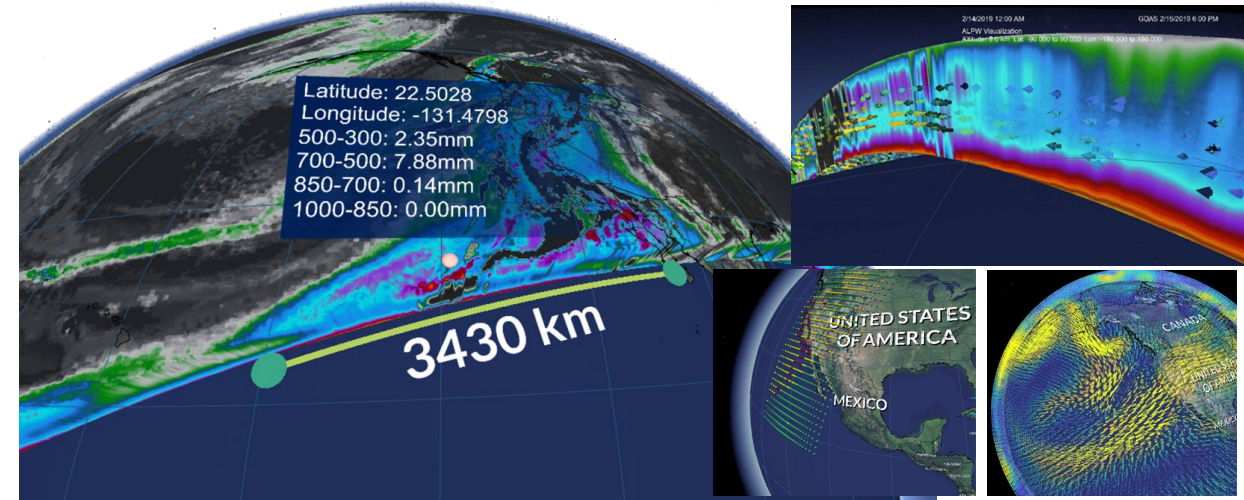 Latitude: 22.5028
Longitude: -131.4798
500-300: 2.35mm
700-500: 7.88mm
850-700: 0.14mm
1000-850: 0.00mm
3430 km
2/14/2019 12:00 AM
GDAS 2/15/2019 6:00 PM
ALPW Visualization
UNITED STATES
OF AMERICA
MEXICO
CANADA